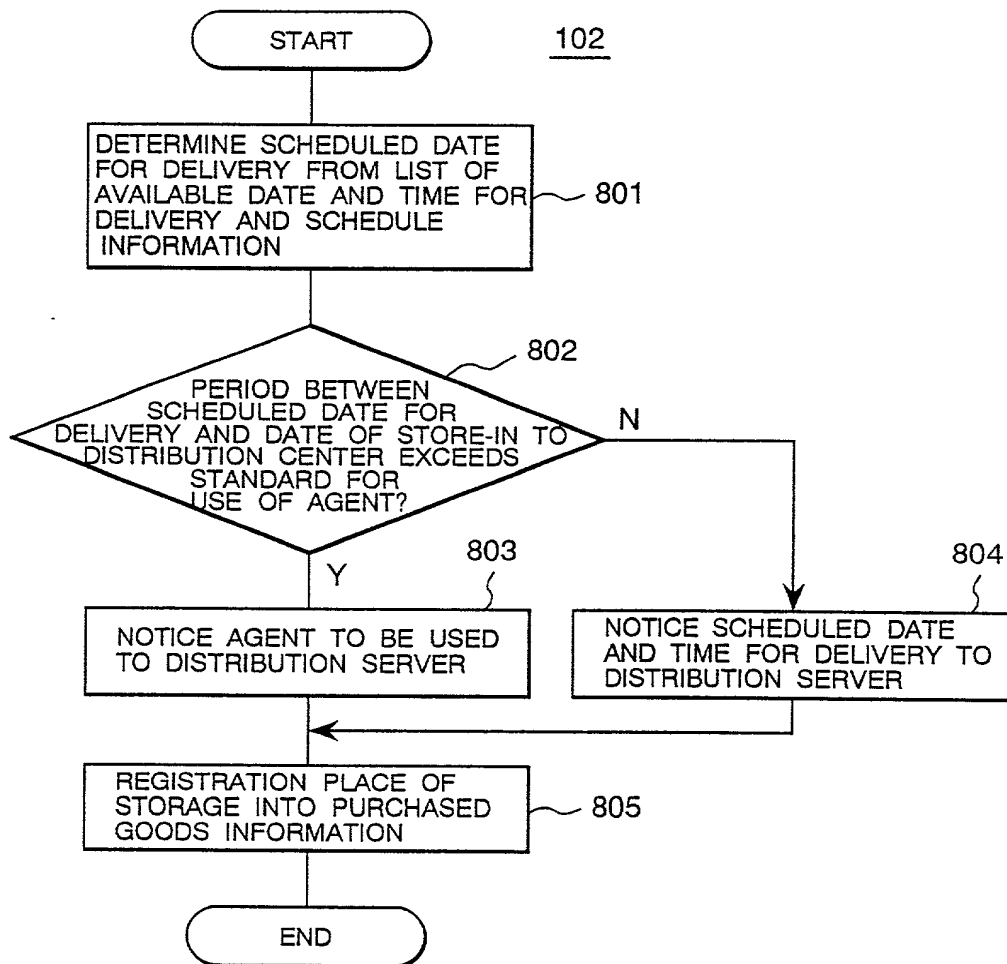 START
102
DETERMINE SCHEDULED DATE
FOR DELIVERY FROM LIST OF
AVAILABLE DATE AND TIME FOR
DELIVERY AND SCHEDULE
INFORMATION
801
802
PERIOD BETWEEN
SCHEDULED DATE FOR
DELIVERY AND DATE OF STORE-IN TO
DISTRIBUTION CENTER EXCEEDS
STANDARD FOR
USE OF AGENT?
N
Y
803
NOTICE AGENT TO BE USED
TO DISTRIBUTION SERVER
804
NOTICE SCHEDULED DATE
AND TIME FOR DELIVERY TO
DISTRIBUTION SERVER
REGISTRATION PLACE OF
STORAGE INTO PURCHASED
GOODS INFORMATION
805
END